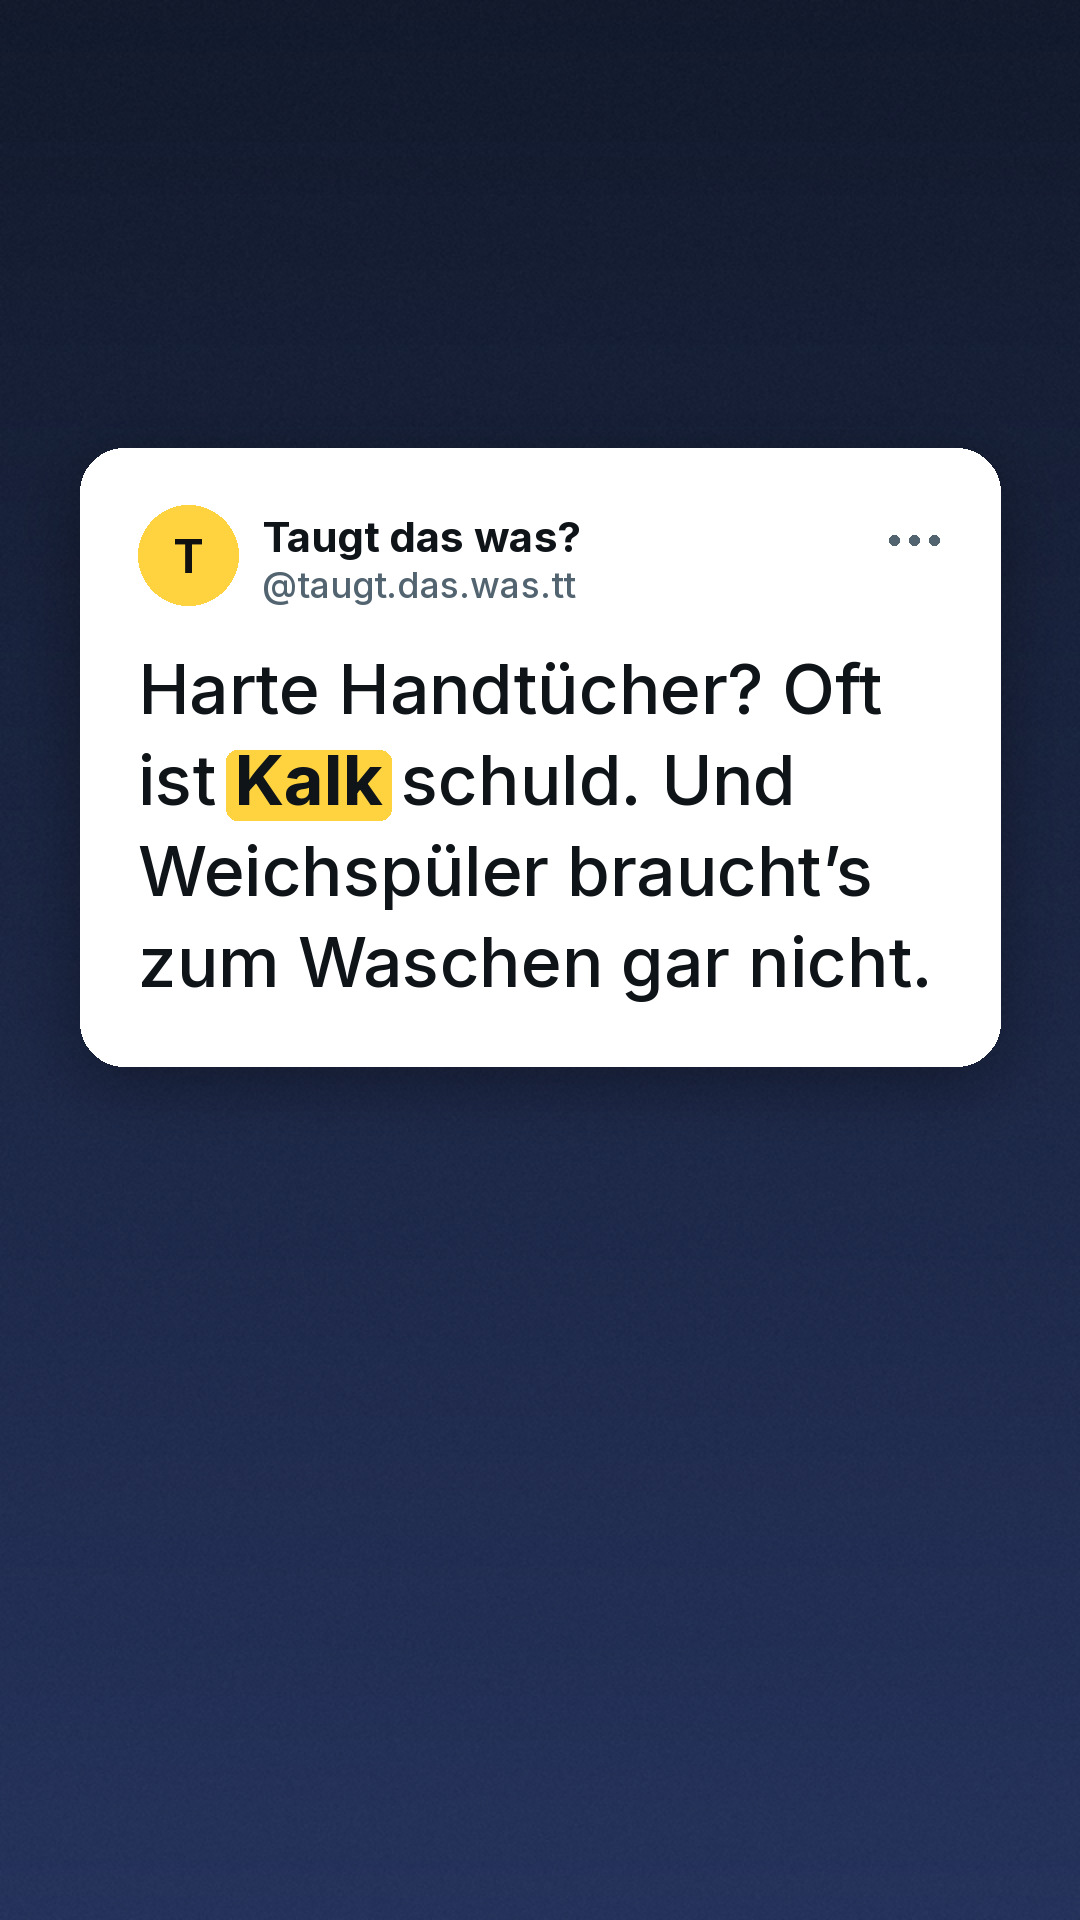 T
Taugt das was?
@taugt.das.was.tt
Harte Handtücher? Oft
ist Kalk schuld. Und
Weichspüler braucht’s
zum Waschen gar nicht.